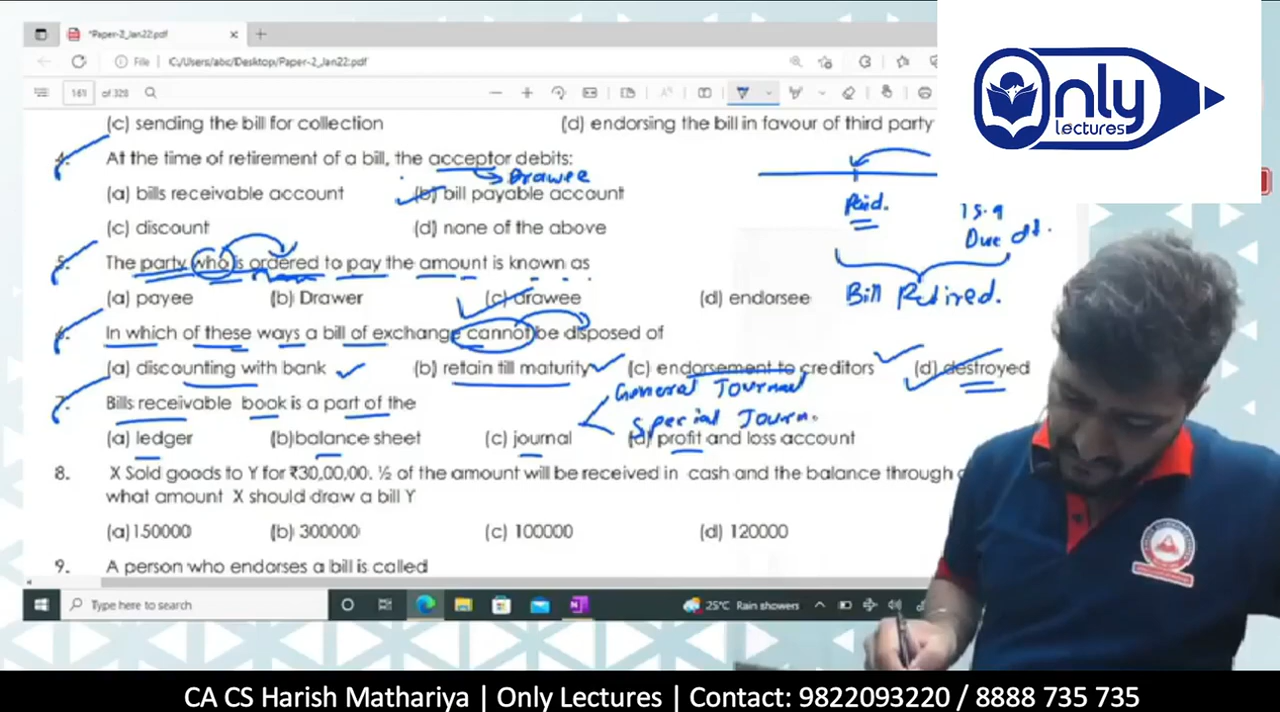 *Paper-2_Jan22.pdf
File | C:/Users/abc/Desktop/Paper-2_Jan22.pdf
161 of 328
Only
lectures
(c) sending the bill for collection (d) endorsing the bill in favour of third party
4. At the time of retirement of a bill, the acceptor debits:
Drawee
(a) bills receivable account (b) bill payable account
(c) discount (d) none of the above
Paid.
15.9
Due dt.
Bill Retired.
5. The party who is ordered to pay the amount is known as
(a) payee (b) Drawer (c) drawee (d) endorsee
6. In which of these ways a bill of exchange cannot be disposed of
(a) discounting with bank (b) retain till maturity (c) endorsement to creditors (d) destroyed
General Journal
Special Journ.
7. Bills receivable book is a part of the
(a) ledger (b)balance sheet (c) journal (d) profit and loss account
8. X Sold goods to Y for ₹30,00,00. ½ of the amount will be received in cash and the balance through
what amount X should draw a bill Y
(a)150000 (b) 300000 (c) 100000 (d) 120000
9. A person who endorses a bill is called
Type here to search
25°C Rain showers
CA CS Harish Mathariya | Only Lectures | Contact: 9822093220 / 8888 735 735